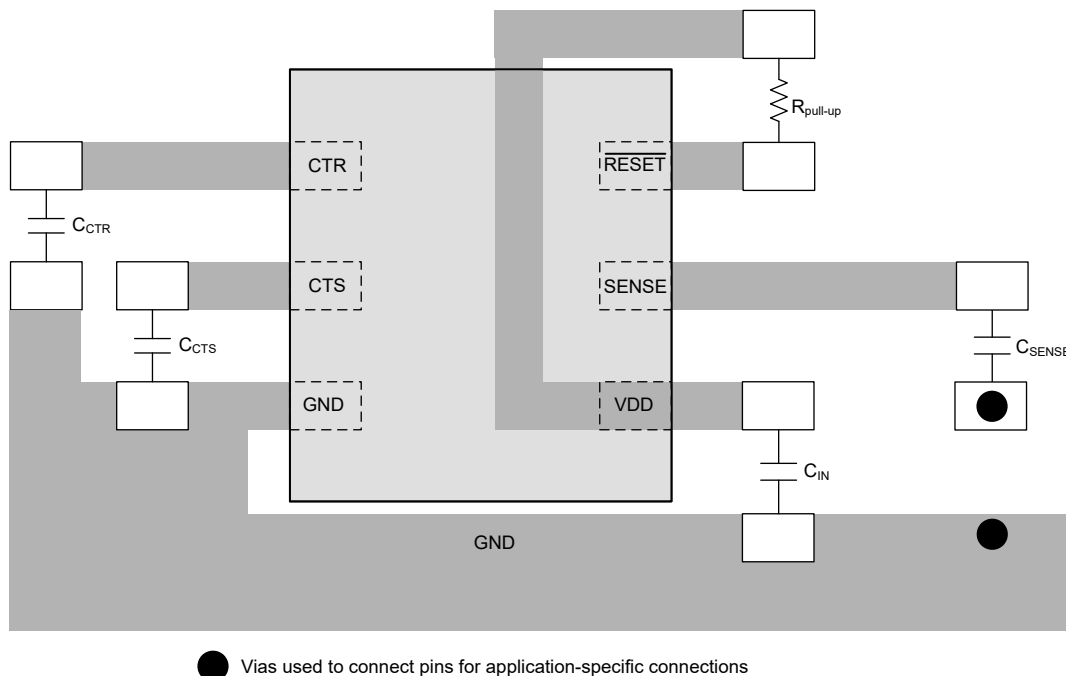 R_pull-up
CTR
RESET
C_CTR
CTS
SENSE
C_CTS
C_SENSE
GND
VDD
C_IN
GND
Vias used to connect pins for application-specific connections